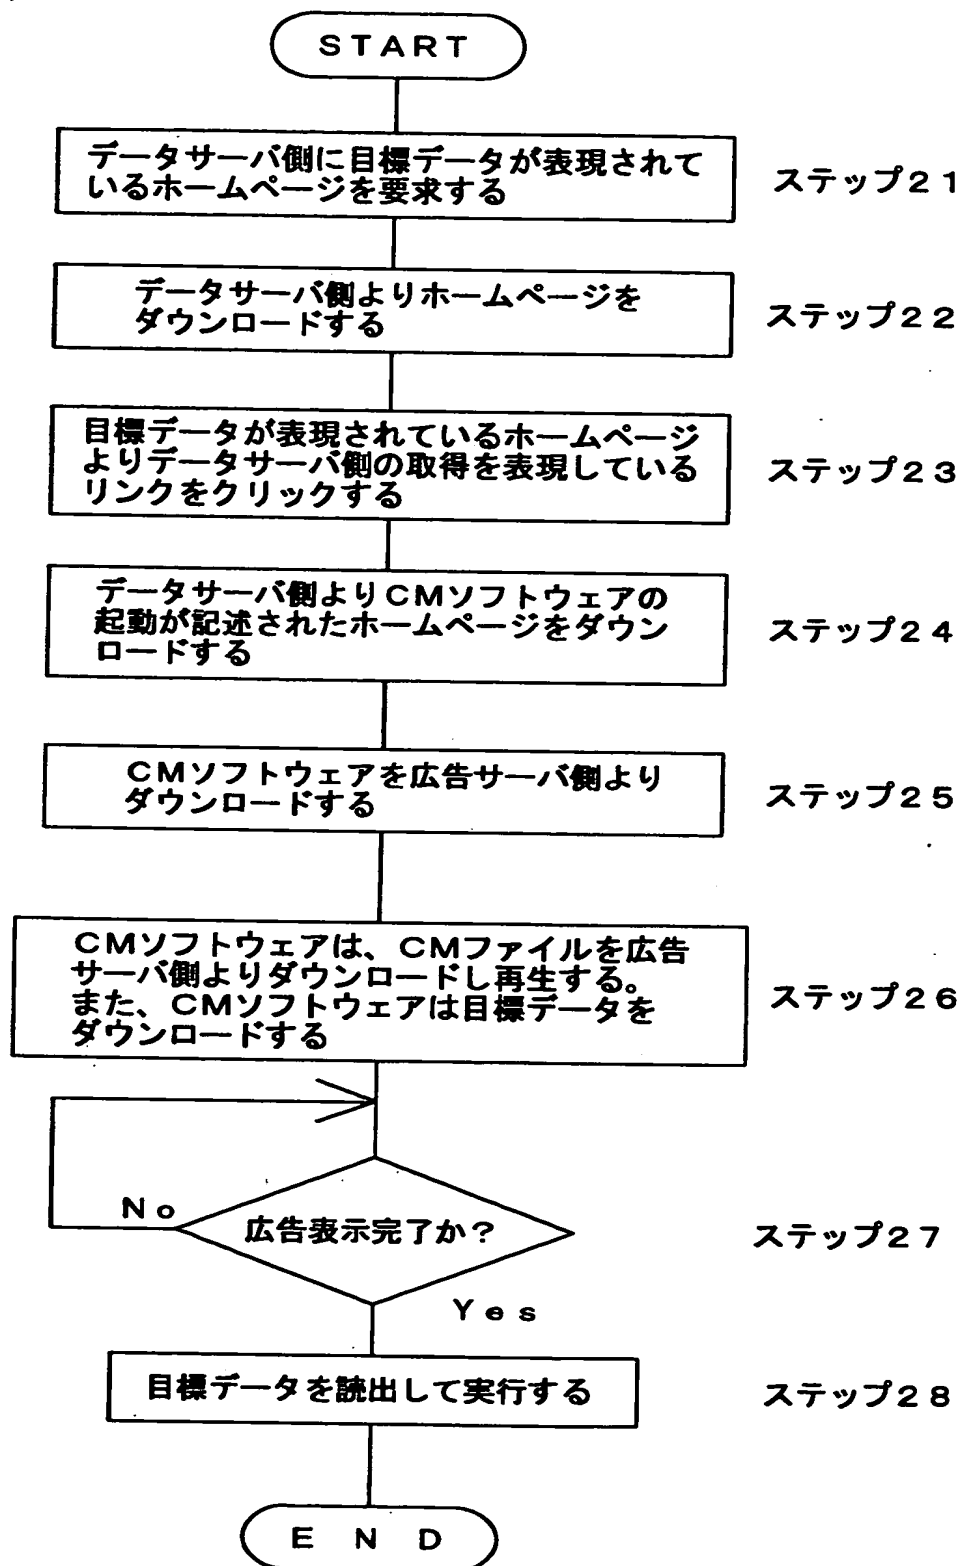 ＳＴＡＲＴ
データサーバ側に目標データが表現されて
いるホームページを要求する
ステップ２１
データサーバ側よりホームページを
ダウンロードする
ステップ２２
目標データが表現されているホームページ
よりデータサーバ側の取得を表現している
リンクをクリックする
ステップ２３
データサーバ側よりＣＭソフトウェアの
起動が記述されたホームページをダウン
ロードする
ステップ２４
ＣＭソフトウェアを広告サーバ側より
ダウンロードする
ステップ２５
ＣＭソフトウェアは、ＣＭファイルを広告
サーバ側よりダウンロードし再生する。
また、ＣＭソフトウェアは目標データを
ダウンロードする
ステップ２６
Ｎｏ
広告表示完了か？
ステップ２７
Ｙｅｓ
目標データを読出して実行する
ステップ２８
ＥＮＤ